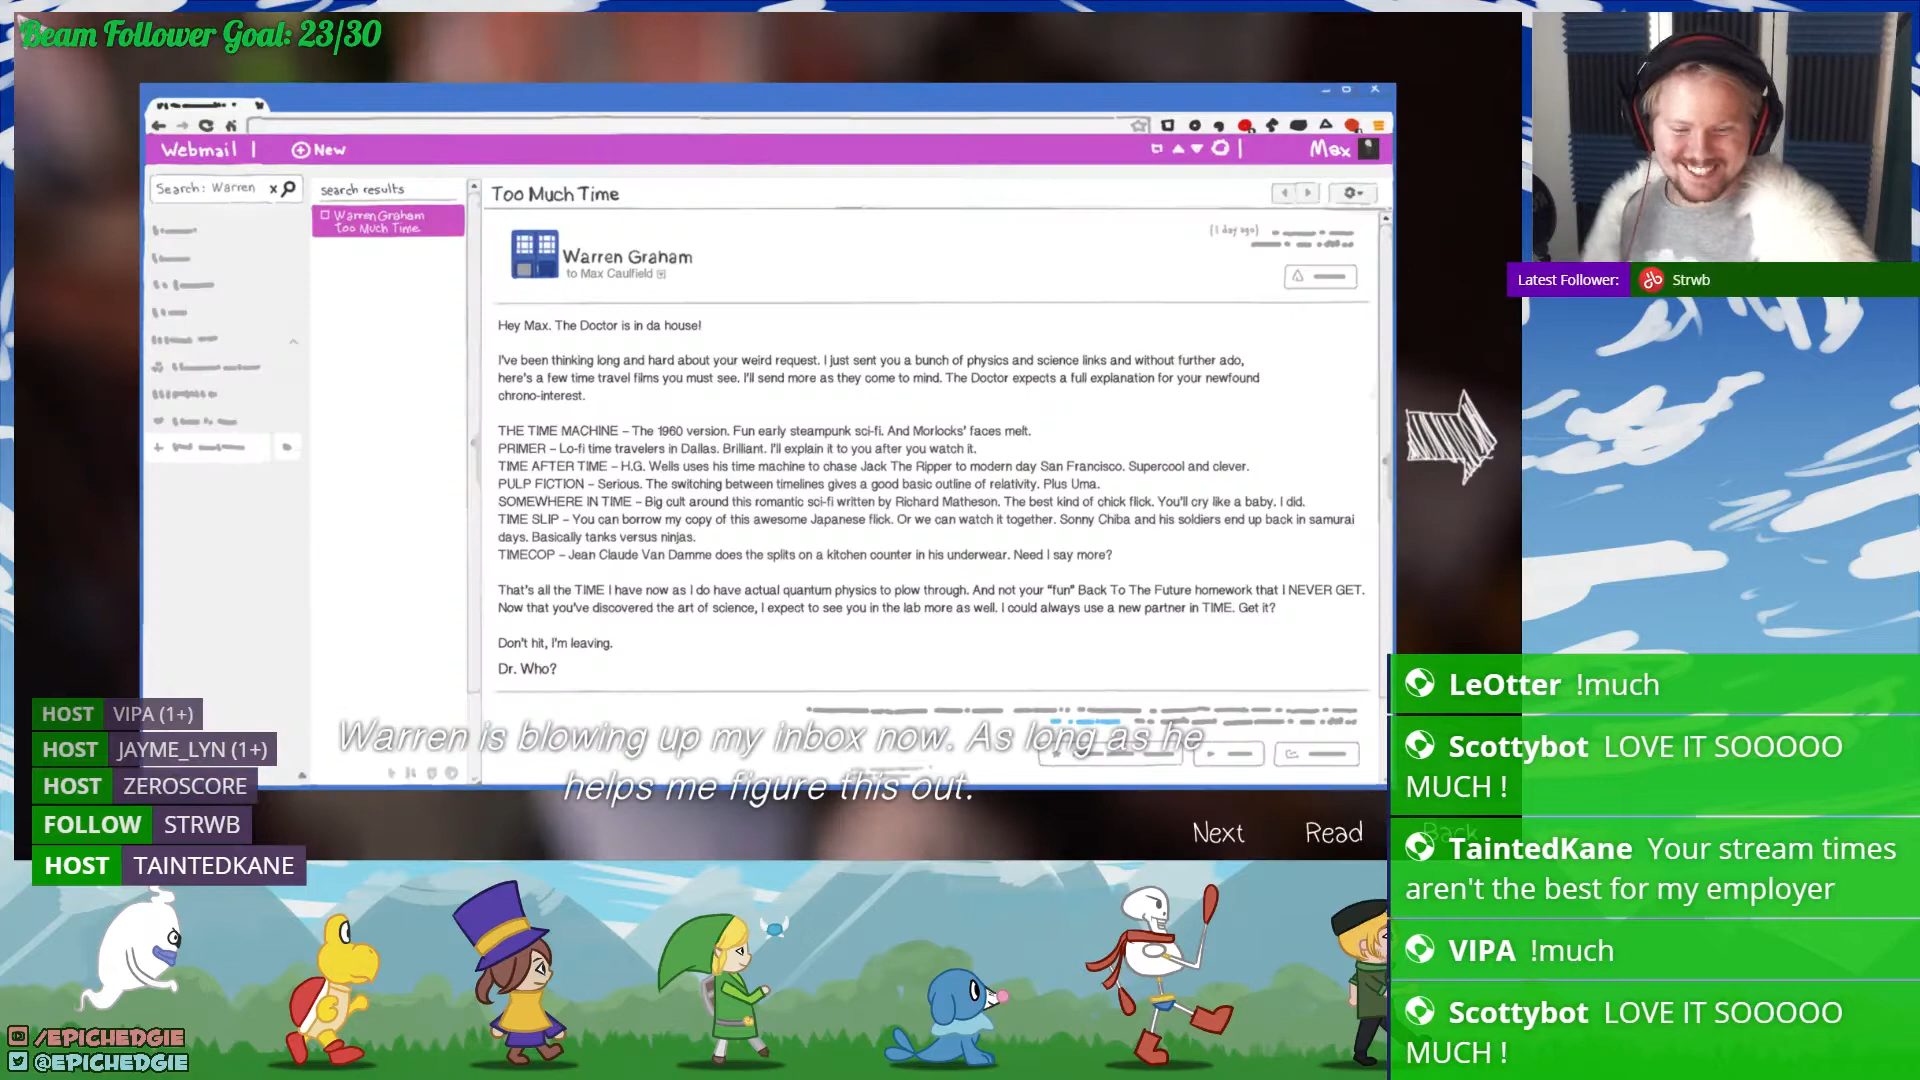 Beam Follower Goal: 23/30
Webmail | New
Max
Search: Warren x
search results
Warren Graham
Too Much Time
Too Much Time
(1 day ago)
Warren Graham
to Max Caulfield
Hey Max. The Doctor is in da house!
I've been thinking long and hard about your weird request. I just sent you a bunch of physics and science links and without further ado,
here's a few time travel films you must see. I'll send more as they come to mind. The Doctor expects a full explanation for your newfound
chrono-interest.
THE TIME MACHINE – The 1960 version. Fun early steampunk sci-fi. And Morlocks' faces melt.
PRIMER – Lo-fi time travelers in Dallas. Brilliant. I'll explain it to you after you watch it.
TIME AFTER TIME – H.G. Wells uses his time machine to chase Jack The Ripper to modern day San Francisco. Supercool and clever.
PULP FICTION – Serious. The switching between timelines gives a good basic outline of relativity. Plus Uma.
SOMEWHERE IN TIME – Big cult around this romantic sci-fi written by Richard Matheson. The best kind of chick flick. You'll cry like a baby. I did.
TIME SLIP – You can borrow my copy of this awesome Japanese flick. Or we can watch it together. Sonny Chiba and his soldiers end up back in samurai
days. Basically tanks versus ninjas.
TIMECOP – Jean Claude Van Damme does the splits on a kitchen counter in his underwear. Need I say more?
That's all the TIME I have now as I do have actual quantum physics to plow through. And not your "fun" Back To The Future homework that I NEVER GET.
Now that you've discovered the art of science, I expect to see you in the lab more as well. I could always use a new partner in TIME. Get it?
Don't hit, I'm leaving.
Dr. Who?
Warren is blowing up my inbox now. As long as he
helps me figure this out.
Next Read Back
HOST VIPA (1+)
HOST JAYME_LYN (1+)
HOST ZEROSCORE
FOLLOW STRWB
HOST TAINTEDKANE
Latest Follower: Strwb
LeOtter !much
Scottybot LOVE IT SOOOOO
MUCH !
TaintedKane Your stream times
aren't the best for my employer
VIPA !much
Scottybot LOVE IT SOOOOO
MUCH !
/EPICHEDGIE
@EPICHEDGIE